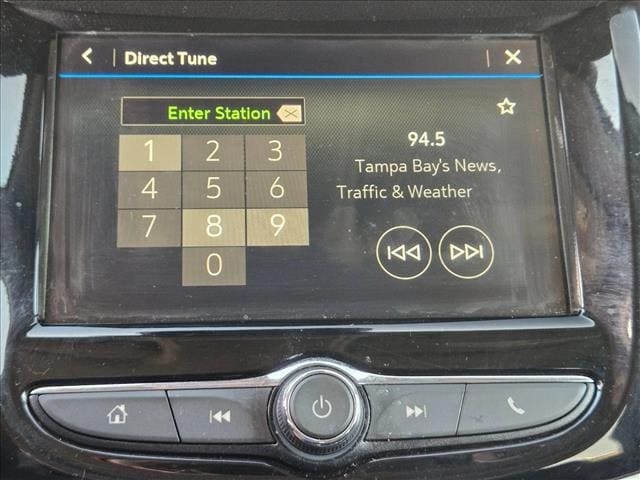 Direct Tune
Enter Station
1 2 3
4 5 6
7 8 9
0
94.5
Tampa Bay's News,
Traffic & Weather